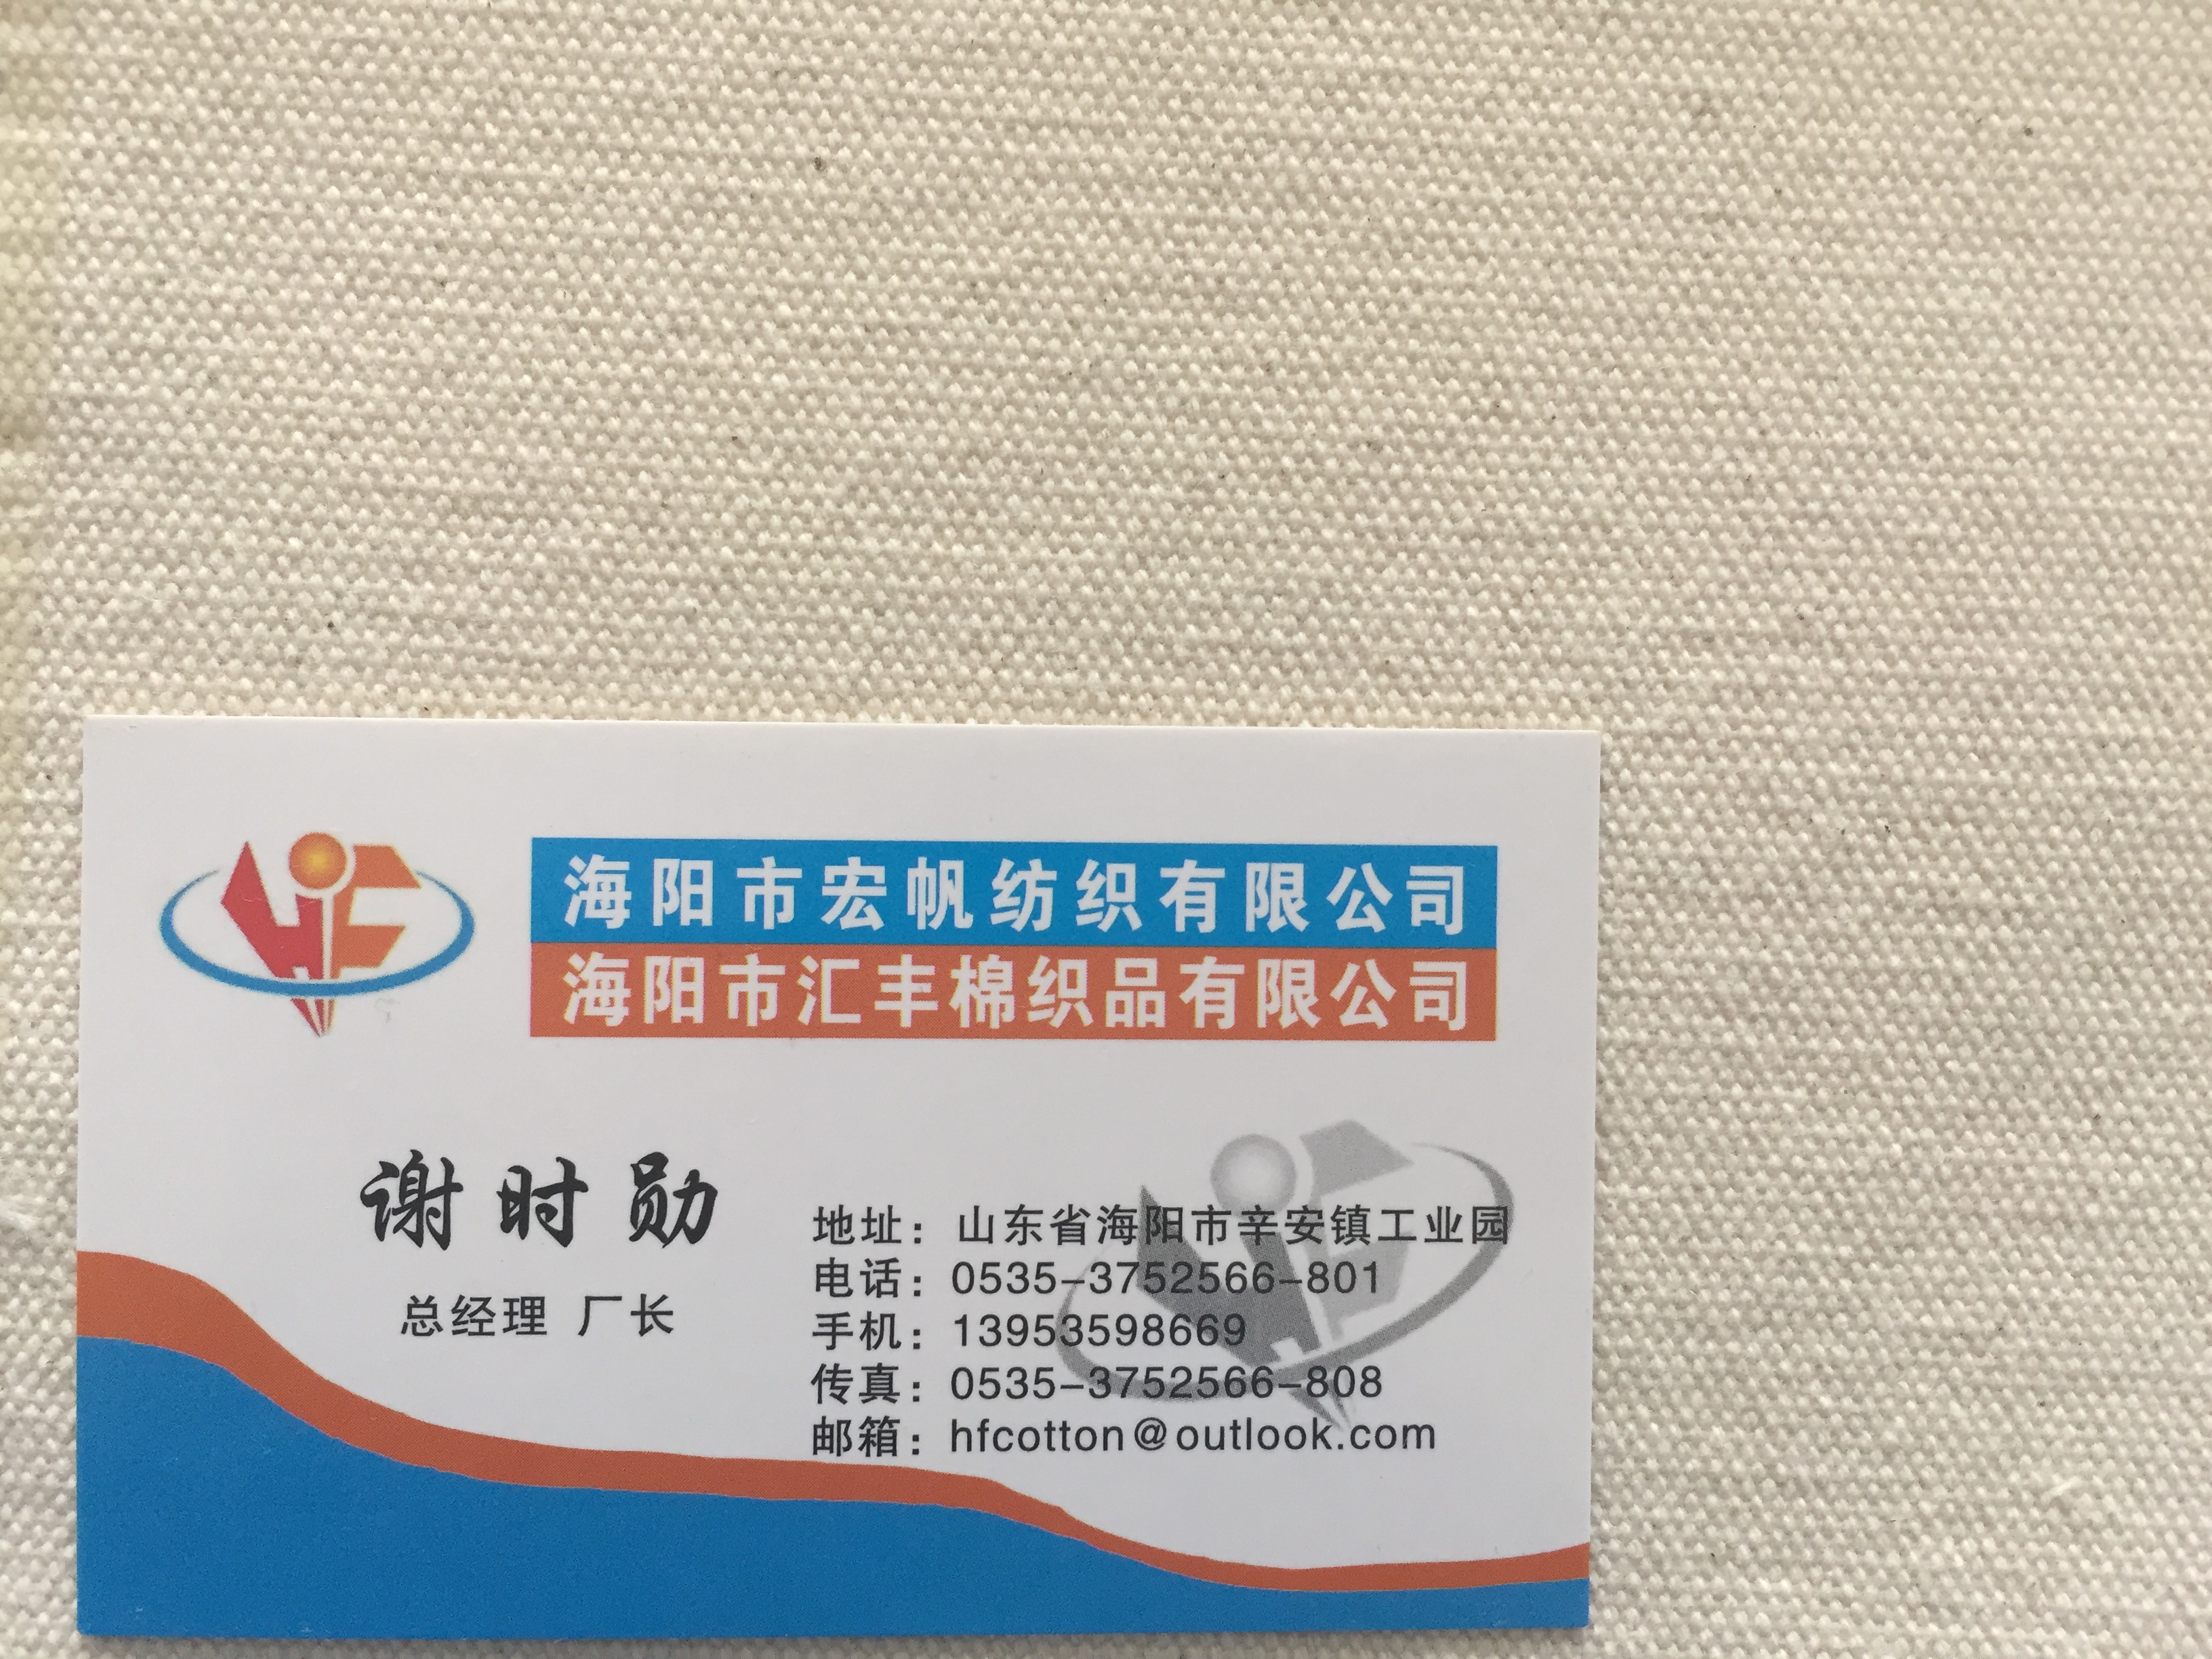 HF
海阳市宏帆纺织有限公司
海阳市汇丰棉织品有限公司
谢时勋
总经理 厂长
地址：山东省海阳市辛安镇工业园
电话：0535-3752566-801
手机：13953598669
传真：0535-3752566-808
邮箱：hfcotton@outlook.com